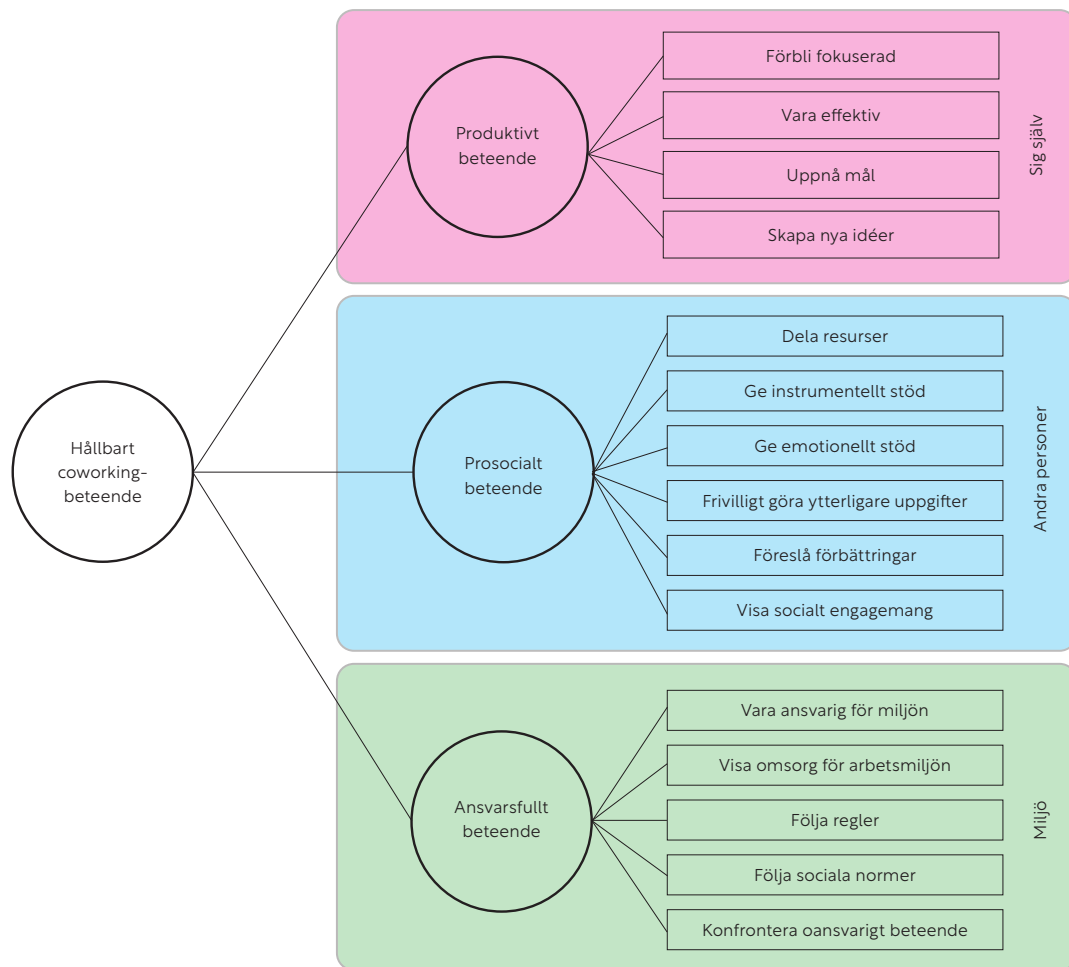 Hållbart
coworking-
beteende
Produktivt
beteende
Förbli fokuserad
Vara effektiv
Uppnå mål
Skapa nya idéer
Sig själv
Prosocialt
beteende
Dela resurser
Ge instrumentellt stöd
Ge emotionellt stöd
Frivilligt göra ytterligare uppgifter
Föreslå förbättringar
Visa socialt engagemang
Andra personer
Ansvarsfullt
beteende
Vara ansvarig för miljön
Visa omsorg för arbetsmiljön
Följa regler
Följa sociala normer
Konfrontera oansvarigt beteende
Miljö